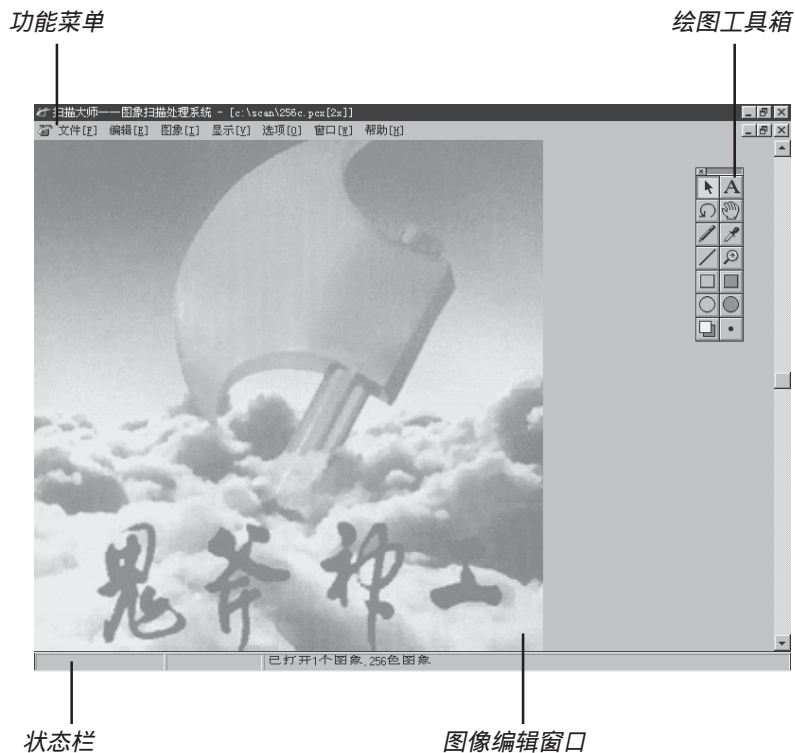 功能菜单
绘图工具箱
扫描大师——图象扫描处理系统 - [c:\scan\256c.pcx[2x]]
文件[F] 编辑[E] 图象[I] 显示[V] 选项[O] 窗口[W] 帮助[H]
A
鬼斧神工
已打开1个图象,256色图象
状态栏
图像编辑窗口